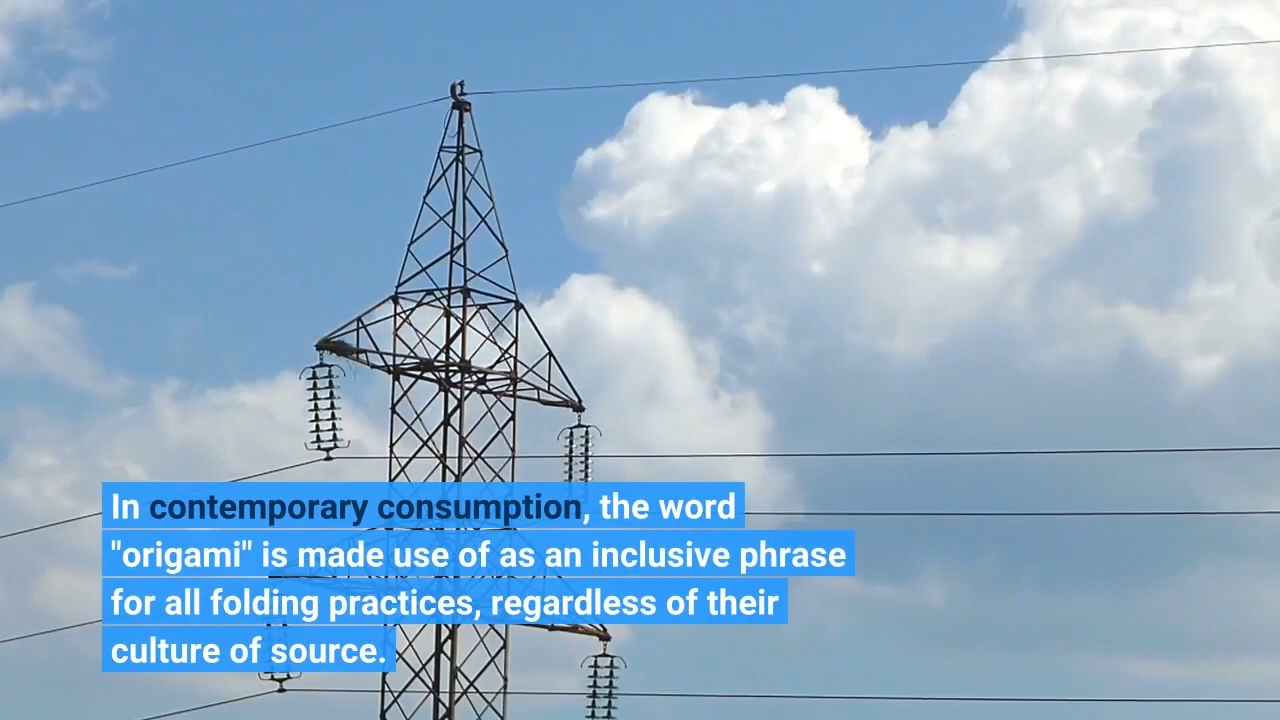 In contemporary consumption, the word
"origami" is made use of as an inclusive phrase
for all folding practices, regardless of their
culture of source.